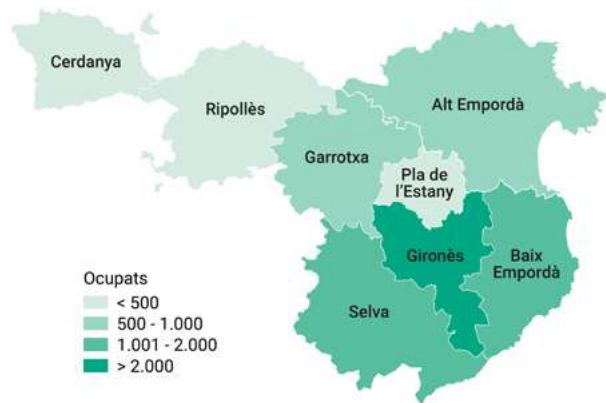 Cerdanya
Ripollès
Alt Empordà
Garrotxa
Pla de
l'Estany
Gironès
Baix
Empordà
Selva
Ocupats
< 500
500 - 1.000
1.001 - 2.000
> 2.000